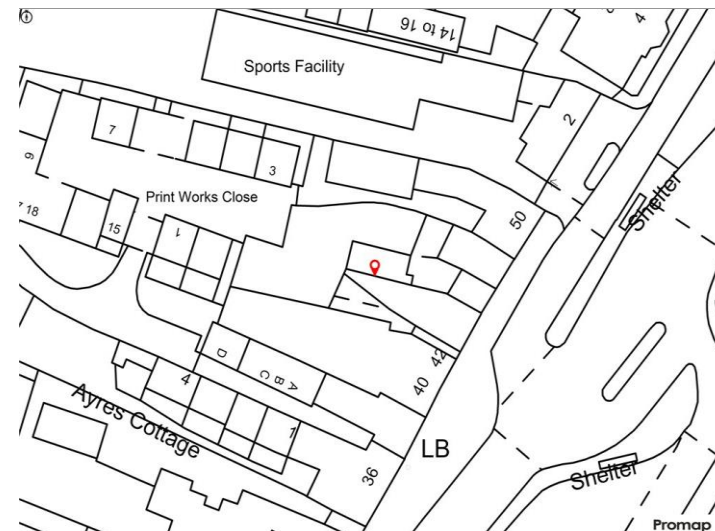 14 to 16
4
Sports Facility
2
7
3
9
Print Works Close
Shelter
18
15
1
50
D
C
B
A
42
40
4
Ayres Cottage
1
LB
36
Shelter
Promap